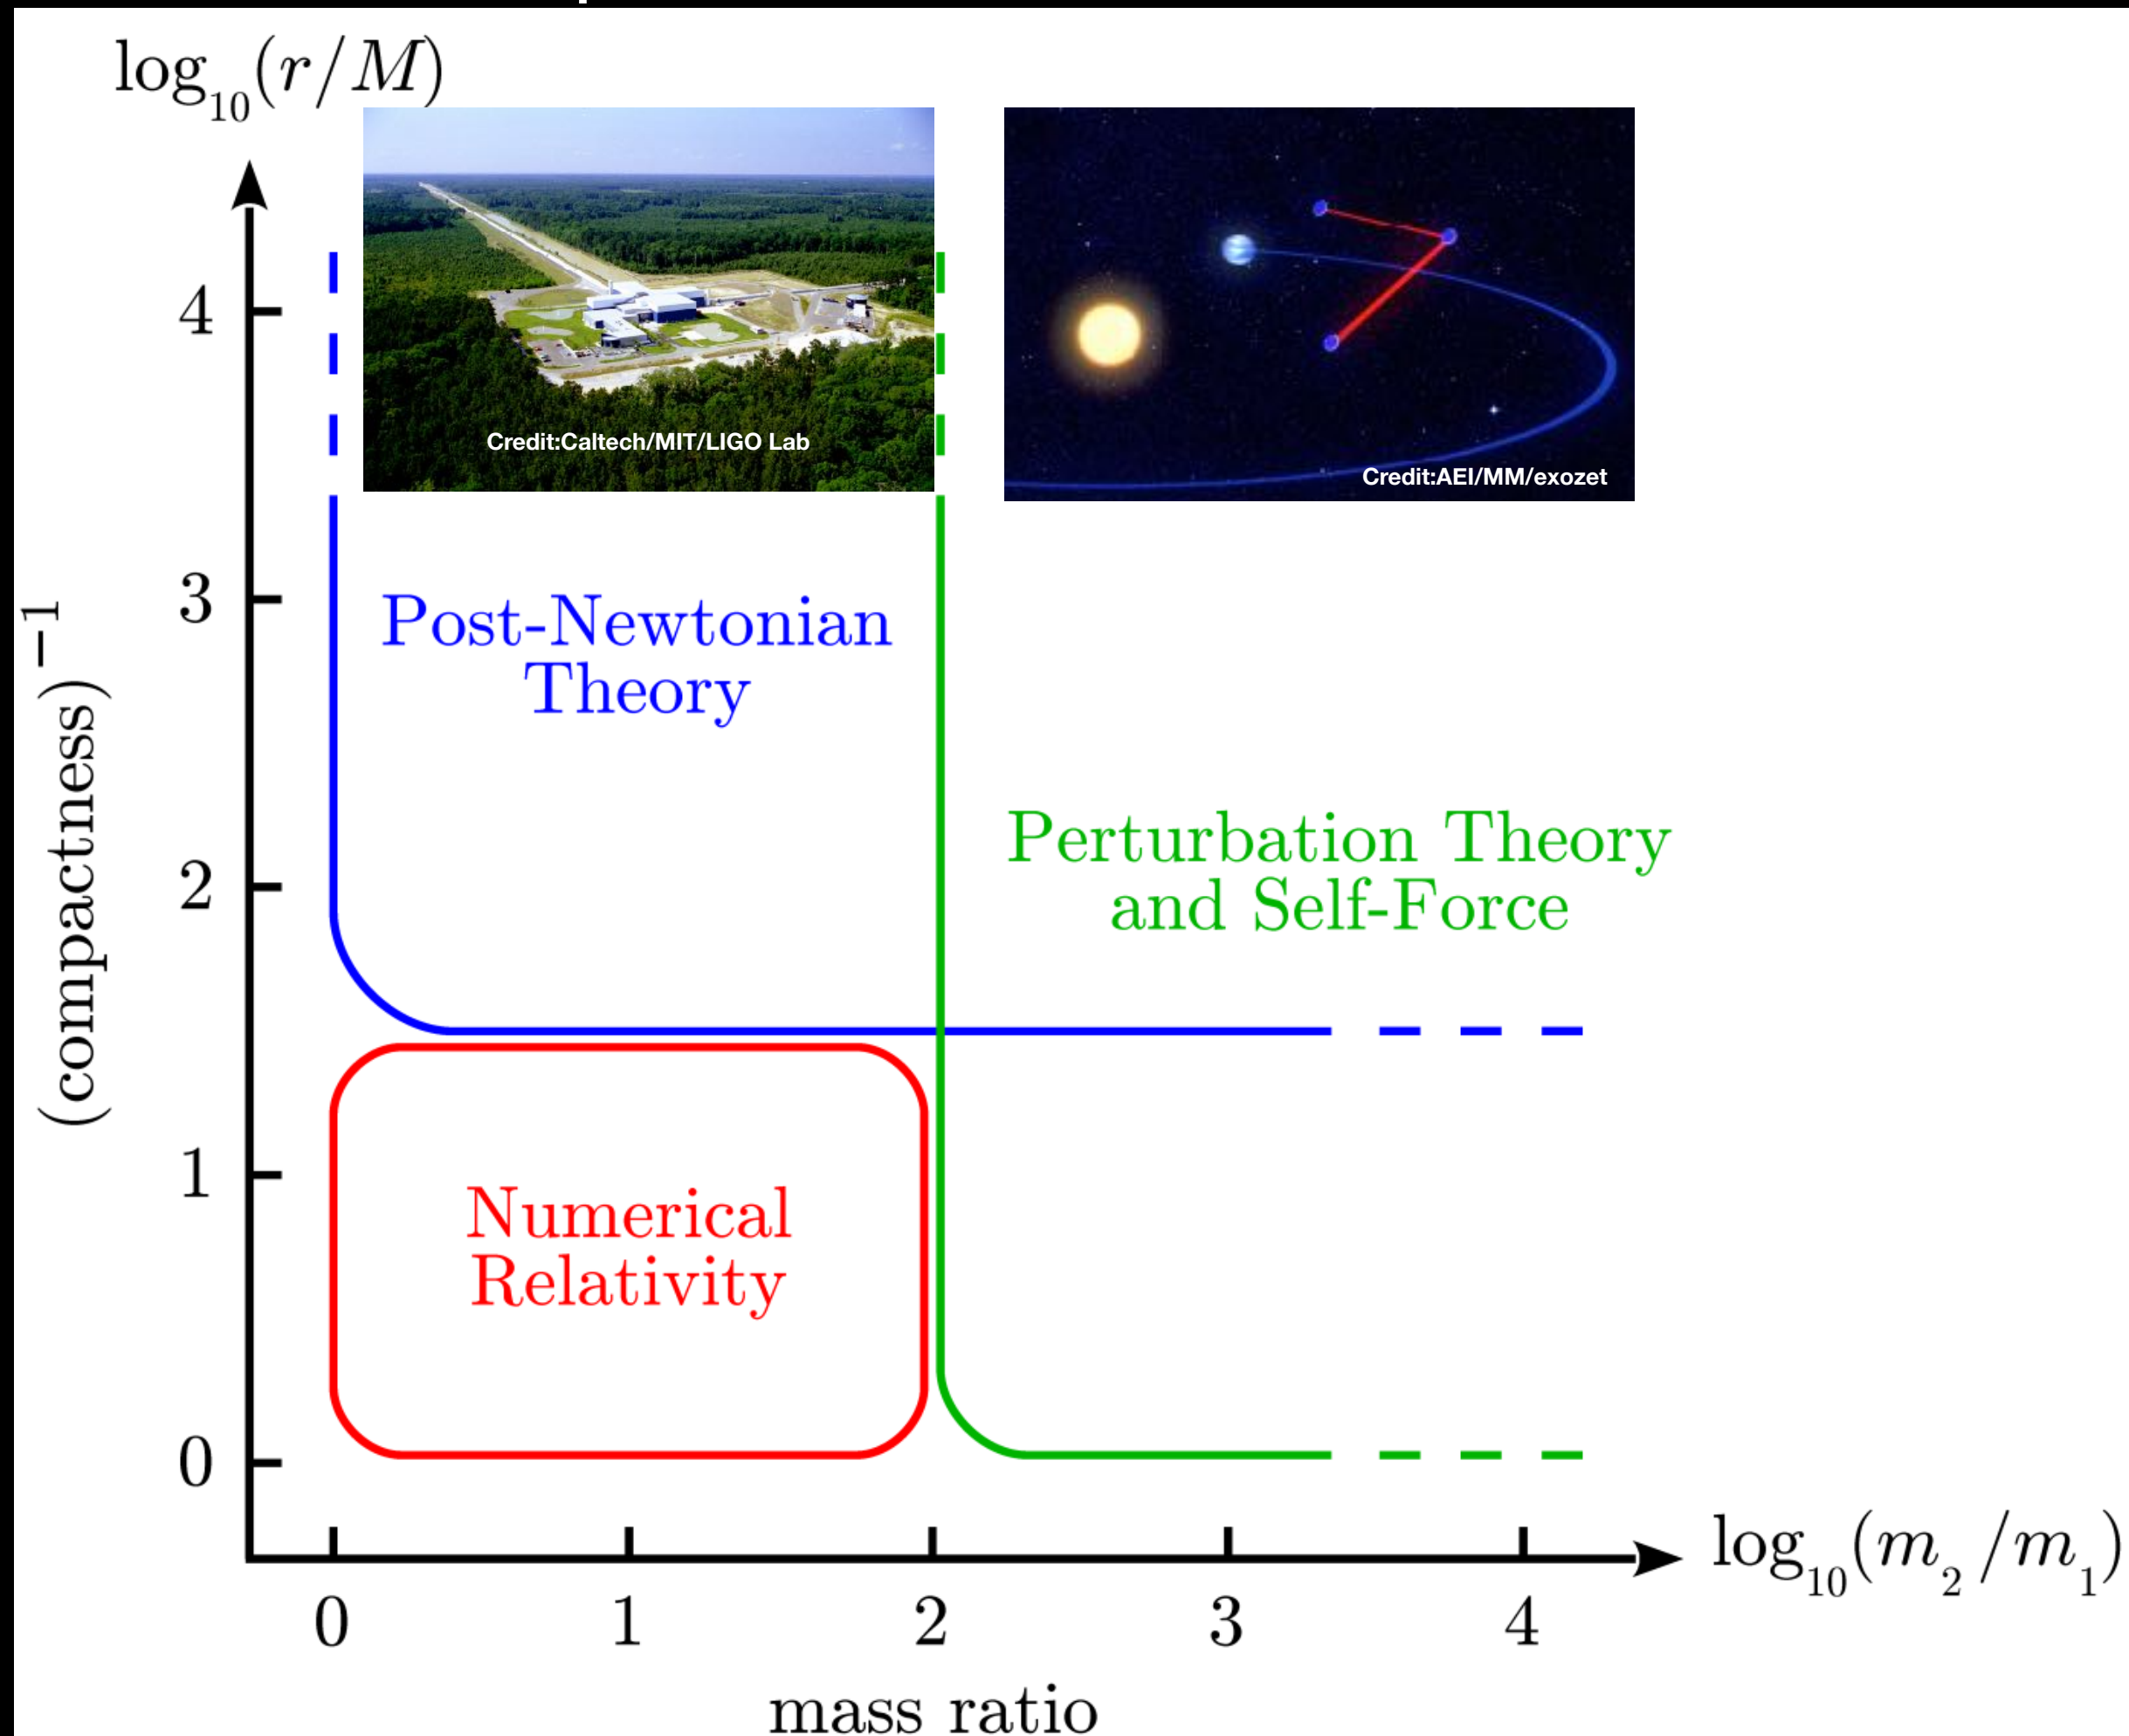 log₁₀(r/M)
Credit:Caltech/MIT/LIGO Lab
Credit:AEI/MM/exozet
4
3
2
1
0
(compactness)⁻¹
Post-Newtonian
Theory
Perturbation Theory
and Self-Force
Numerical
Relativity
log₁₀(m₂/m₁)
0 1 2 3 4
mass ratio